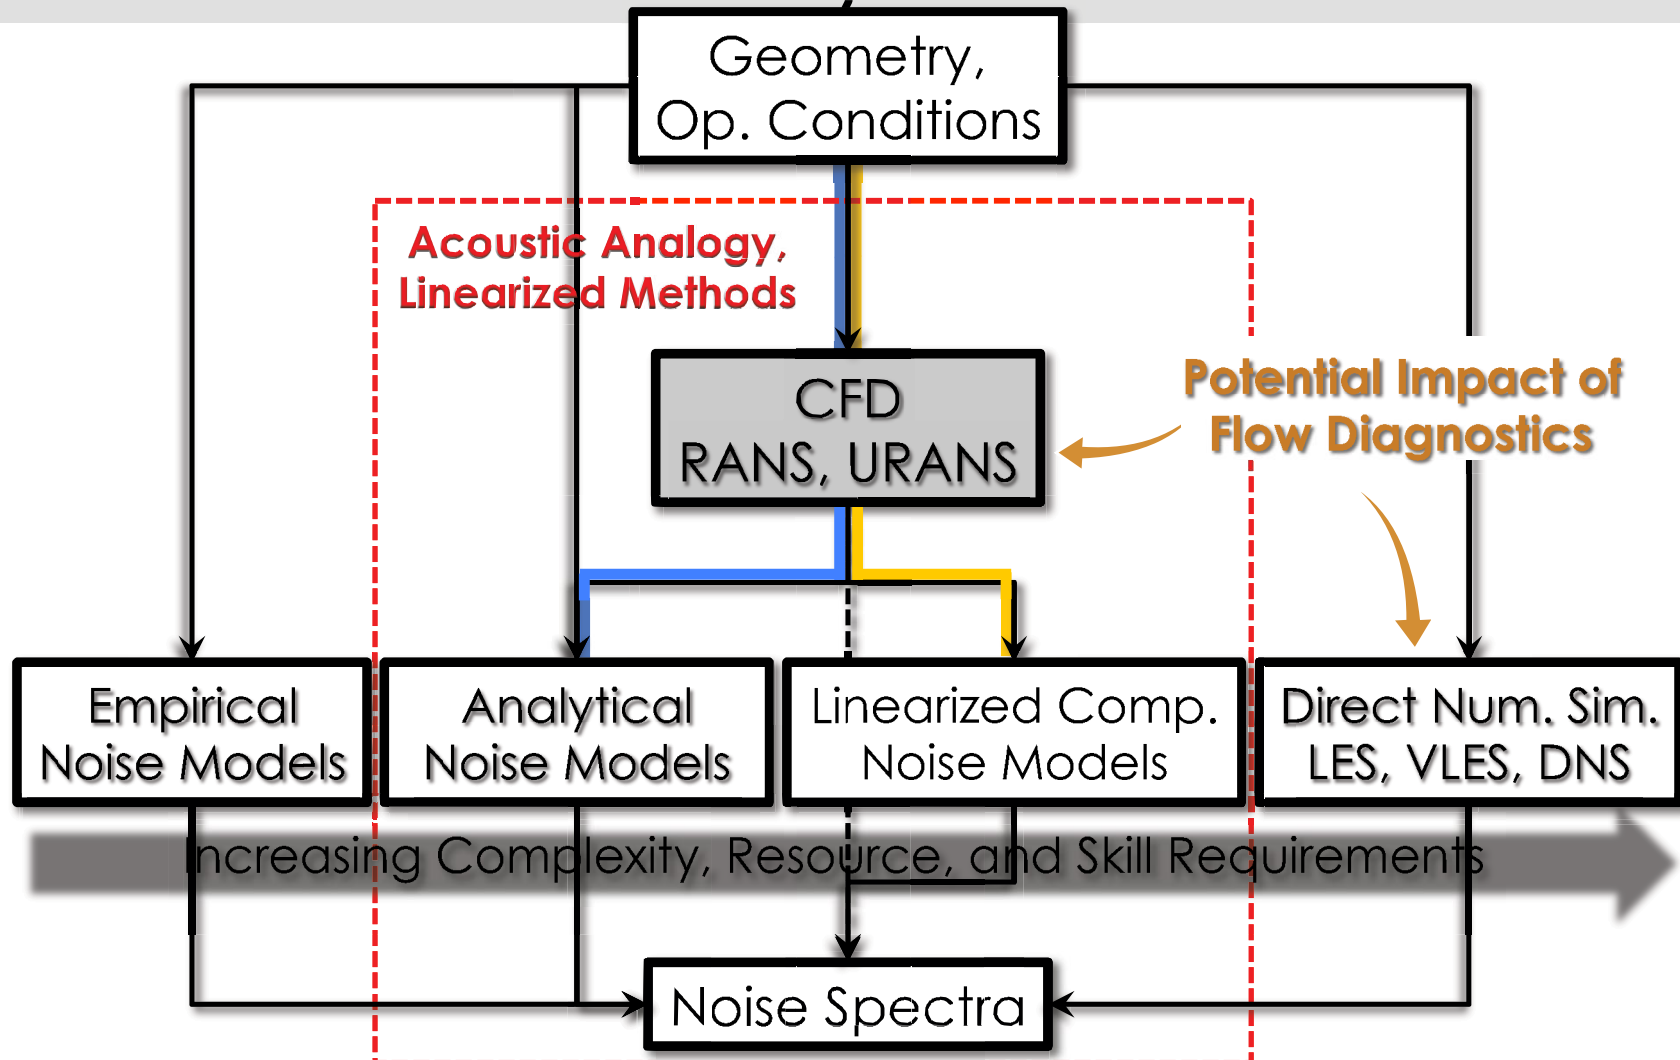 Geometry,
Op. Conditions
Acoustic Analogy,
Linearized Methods
CFD
RANS, URANS
Potential Impact of
Flow Diagnostics
Empirical
Noise Models
Analytical
Noise Models
Linearized Comp.
Noise Models
Direct Num. Sim.
LES, VLES, DNS
Increasing Complexity, Resource, and Skill Requirements
Noise Spectra